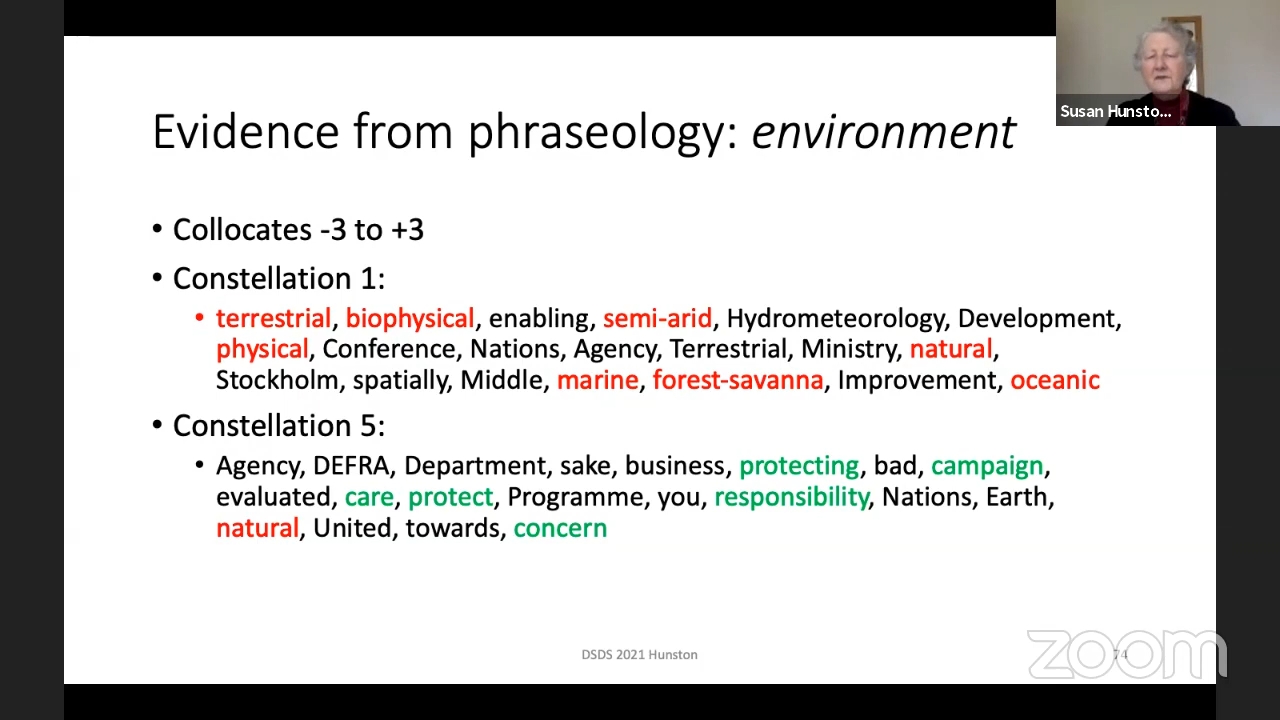 Susan Hunsto...
Evidence from phraseology: environment
• Collocates -3 to +3
• Constellation 1:
• terrestrial, biophysical, enabling, semi-arid, Hydrometeorology, Development,
physical, Conference, Nations, Agency, Terrestrial, Ministry, natural,
Stockholm, spatially, Middle, marine, forest-savanna, Improvement, oceanic
• Constellation 5:
• Agency, DEFRA, Department, sake, business, protecting, bad, campaign,
evaluated, care, protect, Programme, you, responsibility, Nations, Earth,
natural, United, towards, concern
DSDS 2021 Hunston
74
zoom